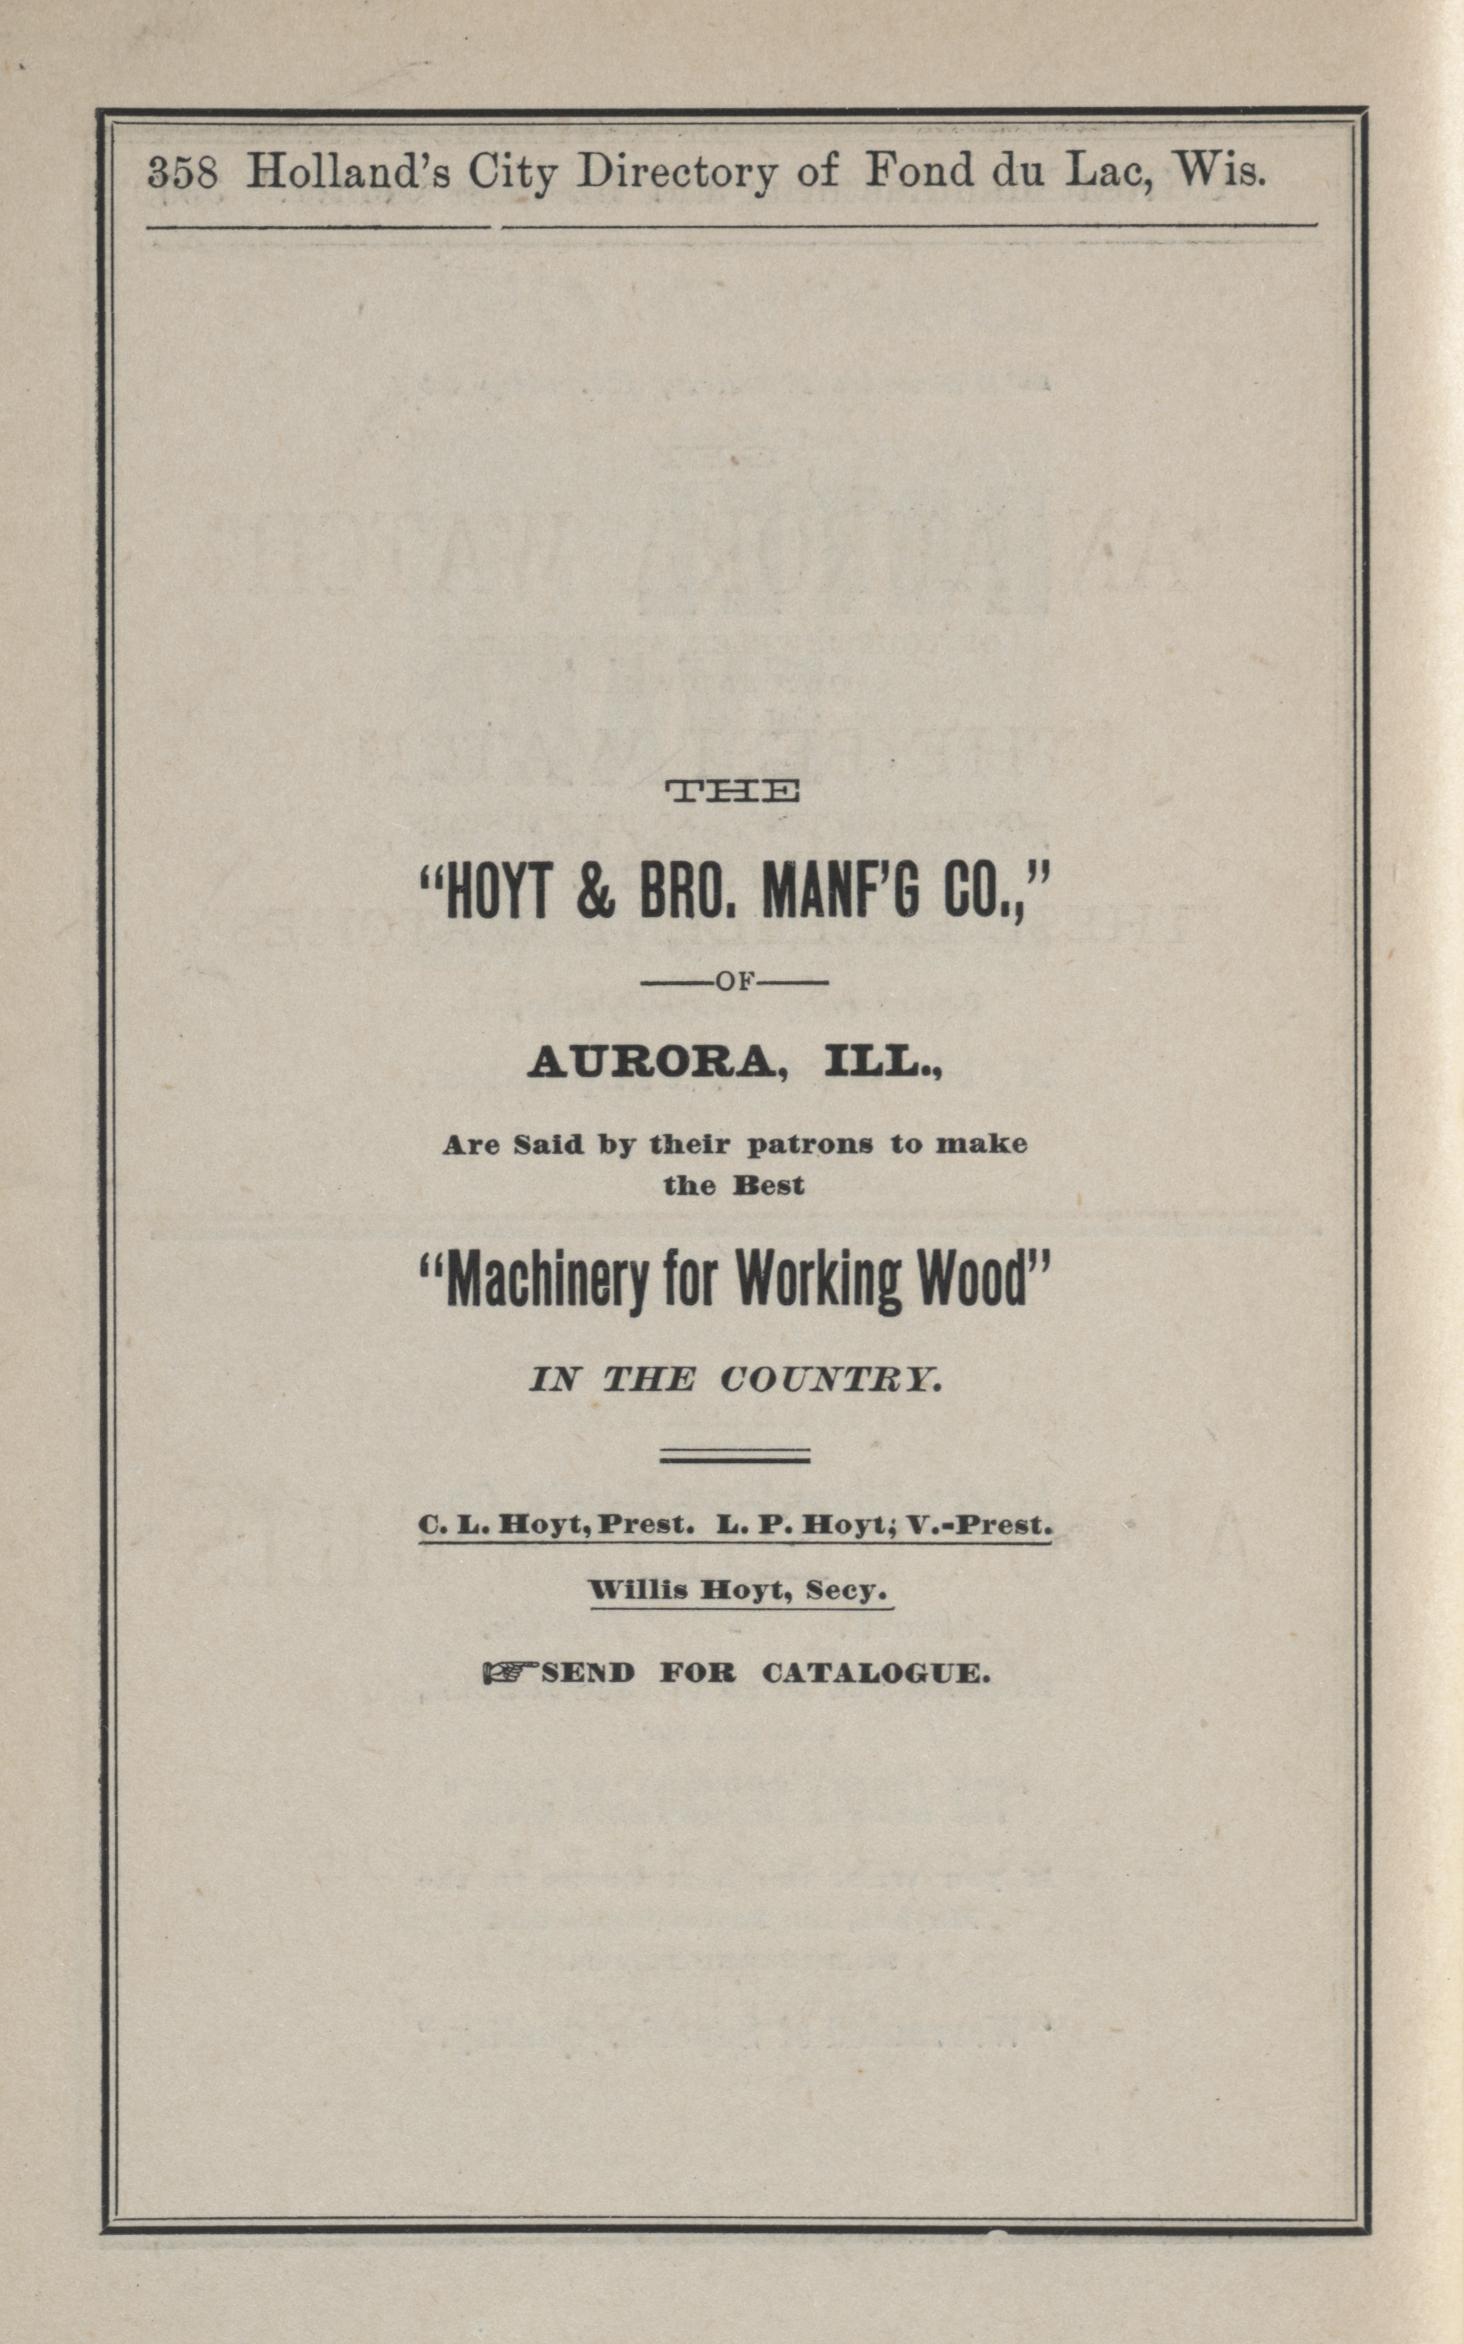 358 Holland's City Directory of Fond du Lac, Wis.
THE
“HOYT & BRO. MANF'G CO.,”
—OF—
AURORA, ILL.,
Are Said by their patrons to make
the Best
“Machinery for Working Wood”
IN THE COUNTRY.
C. L. Hoyt, Prest. L. P. Hoyt; V.-Prest.
Willis Hoyt, Secy.
☞SEND FOR CATALOGUE.